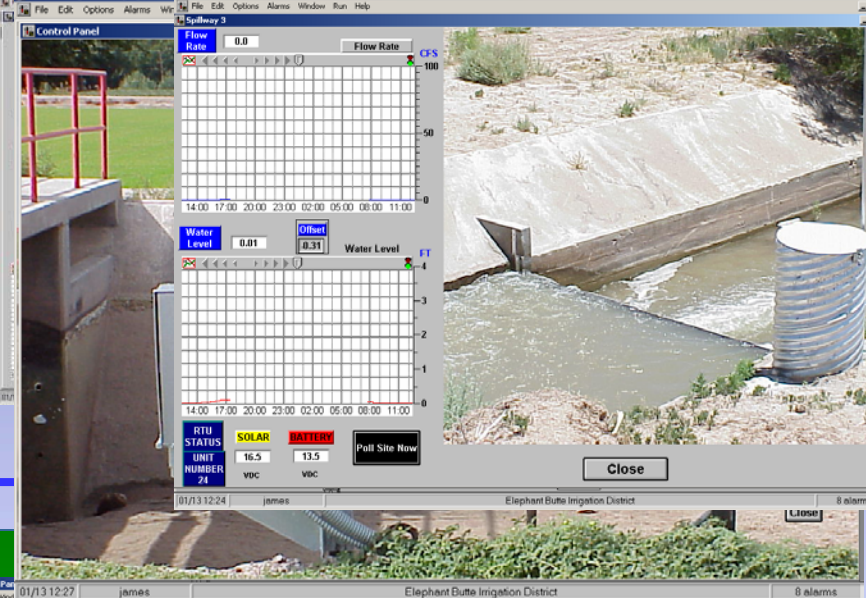 File Edit Options Alarms Window Run Help
File Edit Options Alarms
Control Panel
Spillway 3
Flow
Rate
0.0
Flow Rate
CFS
100
50
0
14:00 17:00 20:00 23:00 02:00 05:00 08:00 11:00
Water
Level
0.01
Offset
-0.31
Water Level
FT
4
3
2
1
0
14:00 17:00 20:00 23:00 02:00 05:00 08:00 11:00
RTU
STATUS
SOLAR
BATTERY
Poll Site Now
UNIT
NUMBER
24
16.5
13.5
VDC
VDC
Close
01/13 12:24 james Elephant Butte Irrigation District 8 alarm
Close
01/13 12:27 james Elephant Butte Irrigation District 8 alarms